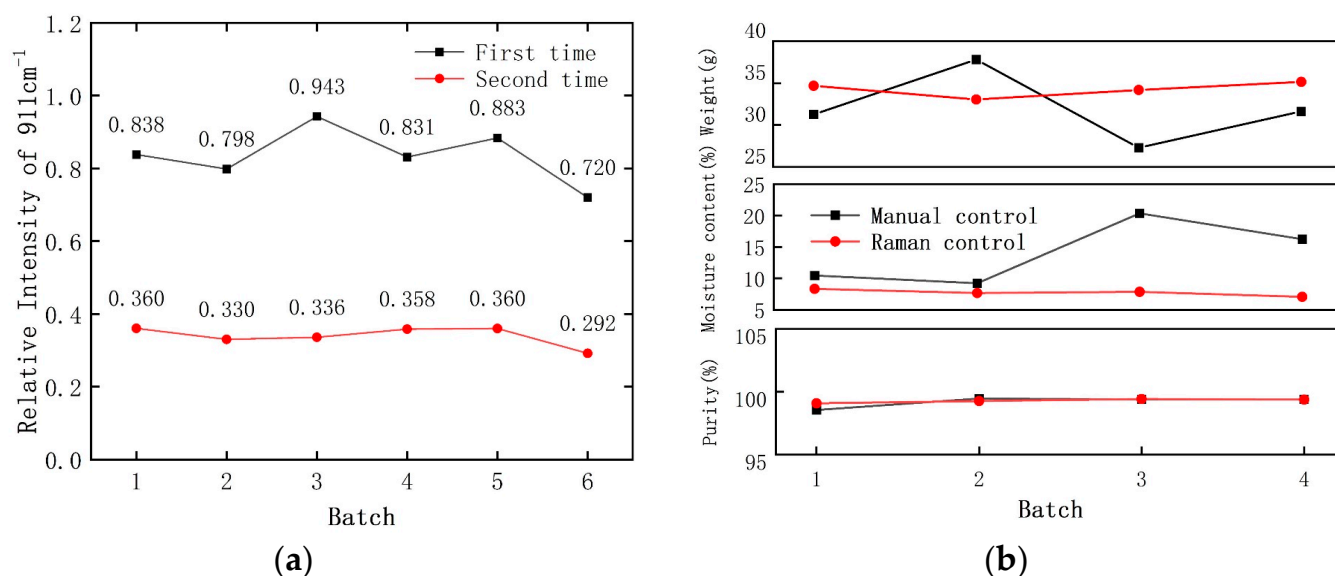 Relative Intensity of 911cm⁻¹
1.2
1.0
0.8
0.6
0.4
0.2
0.0
First time
Second time
0.838
0.798
0.943
0.831
0.883
0.720
0.360
0.330
0.336
0.358
0.360
0.292
1 2 3 4 5 6
Batch
(a)
Weight(g)
40
35
30
25
Moisture content(%)
25
20
15
10
5
Manual control
Raman control
Purity(%)
105
100
95
1 2 3 4
Batch
(b)